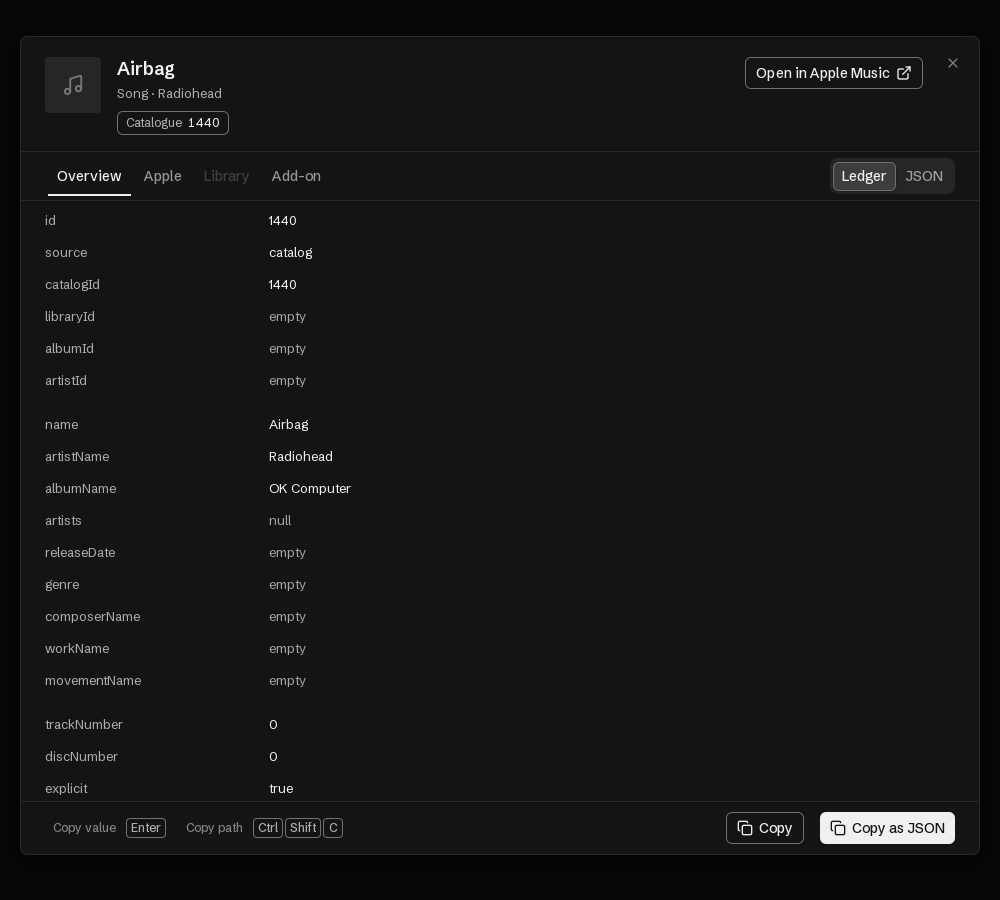 Airbag
Open in Apple Music
Song · Radiohead
Catalogue 1440
Overview Apple Library Add-on Ledger JSON
id 1440
source catalog
catalogId 1440
libraryId empty
albumId empty
artistId empty
name Airbag
artistName Radiohead
albumName OK Computer
artists null
releaseDate empty
genre empty
composerName empty
workName empty
movementName empty
trackNumber 0
discNumber 0
explicit true
Copy value Enter Copy path Ctrl Shift C Copy Copy as JSON